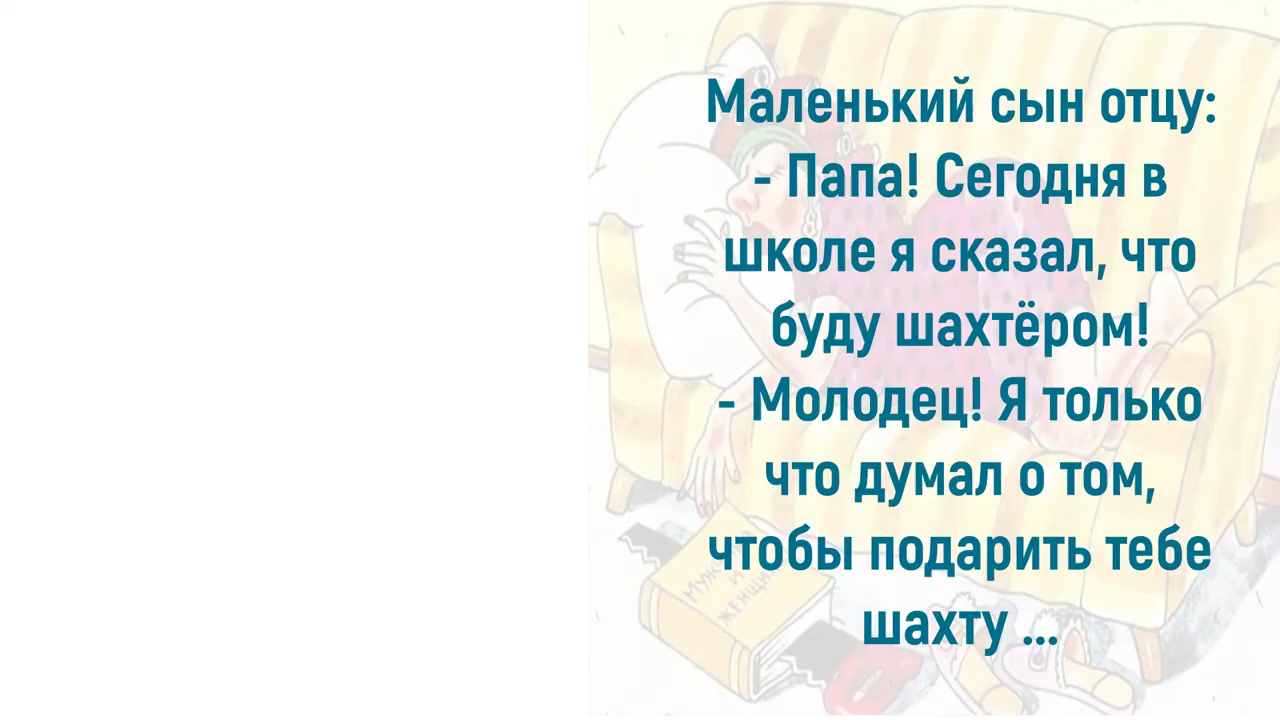 Маленький сын отцу:
- Папа! Сегодня в
школе я сказал, что
буду шахтёром!
- Молодец! Я только
что думал о том,
чтобы подарить тебе
шахту ...
и